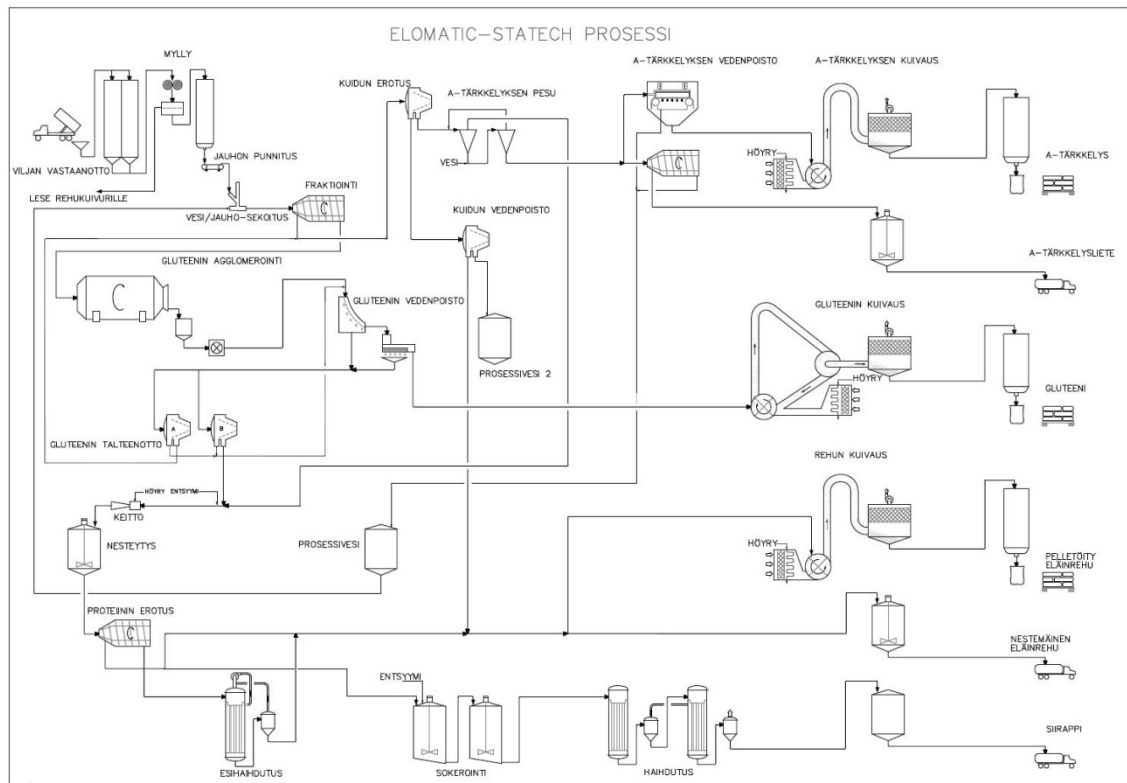 ELOMATIC-STATECH PROSESSI
MYLLY
KUIDUN EROTUS
A-TÄRKKELYKSEN PESU
A-TÄRKKELYKSEN VEDENPOISTO
A-TÄRKKELYKSEN KUIVAUS
VILJAN VASTAANOTTO
JAUHON PUNNITUS
VESI
HÖYRY
A-TÄRKKELYS
LESE REHUKUIVURILLE
FRAKTIOINTI
C
C
VESI/JAUHO-SEKOITUS
KUIDUN VEDENPOISTO
A-TÄRKKELYSLIETE
GLUTEENIN AGGLOMEROINTI
C
GLUTEENIN VEDENPOISTO
GLUTEENIN KUIVAUS
PROSESSIVESI 2
HÖYRY
GLUTEENI
A
B
GLUTEENIN TALTEENOTTO
REHUN KUIVAUS
HÖYRY ENTSYYMI
KEITTO
NESTEYTYS
PROSESSIVESI
HÖYRY
PELLETÖITY
ELÄINREHU
PROTEIININ EROTUS
C
NESTEMÄINEN
ELÄINREHU
ENTSYYMI
SIIRAPPI
ESIHAIHDUTUS
SOKEROINTI
HAIHDUTUS